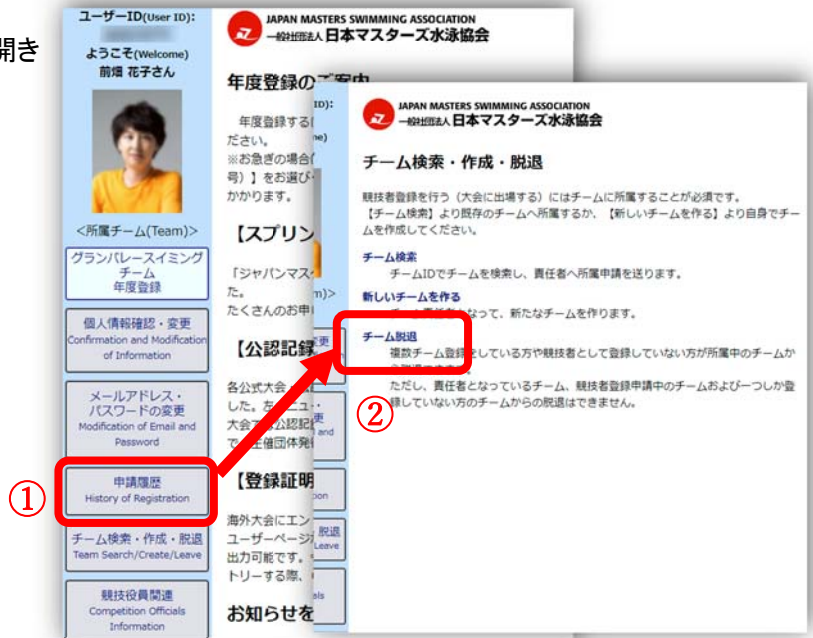 開き
ユーザーID(User ID):
ようこそ(Welcome)
前畑 花子さん
<所属チーム(Team)>
グランパレースイミング
チーム
年度登録
個人情報確認・変更
Confirmation and Modification
of Information
メールアドレス・
パスワードの変更
Modification of Email and
Password
①
申請履歴
History of Registration
チーム検索・作成・脱退
Team Search/Create/Leave
競技役員関連
Competition Officials
Information
JAPAN MASTERS SWIMMING ASSOCIATION
一般社団法人 日本マスターズ水泳協会
年度登録のご案内
年度登録する
ださい。
※お急ぎの場合
号)】をお選び
かかります。
【スプリン
「ジャパンマスタ
た。
たくさんのお申
【公認記録
各公式大会
した。左
大会
で
【登録証明
海外大会にエン
ユーザーページ
出力可能です。
トリーする際、
お知らせを
ID):
me)
m)>
変更
更
and
ion
脱退
Leave
als
JAPAN MASTERS SWIMMING ASSOCIATION
一般社団法人 日本マスターズ水泳協会
チーム検索・作成・脱退
競技者登録を行う（大会に出場する）にはチームに所属することが必須です。
【チーム検索】より既存のチームへ所属するか、【新しいチームを作る】より自身でチー
ムを作成してください。
チーム検索
チームIDでチームを検索し、責任者へ所属申請を送ります。
新しいチームを作る
なって、新たなチームを作ります。
チーム脱退
複数チーム登録をしている方や競技者として登録していない方が所属中のチームか
②
ただし、責任者となっているチーム、競技者登録申請中のチームおよび一つしか登
録していない方のチームからの脱退はできません。